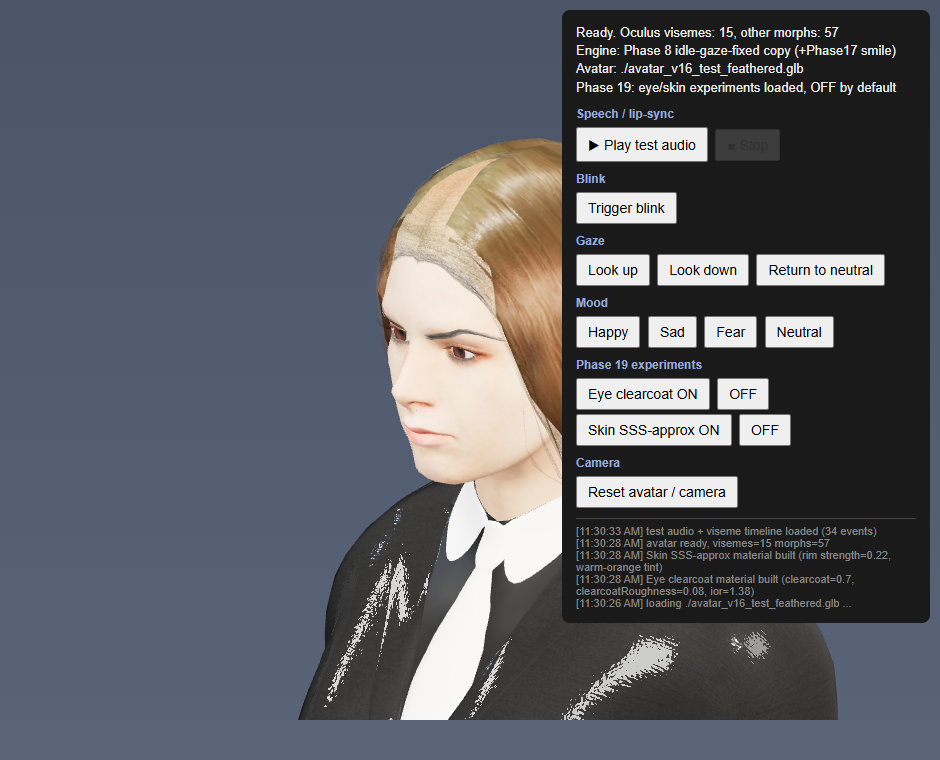 Ready. Oculus visemes: 15, other morphs: 57
Engine: Phase 8 idle-gaze-fixed copy (+Phase17 smile)
Avatar: ./avatar_v16_test_feathered.glb
Phase 19: eye/skin experiments loaded, OFF by default
Speech / lip-sync
▶ Play test audio ■ Stop
Blink
Trigger blink
Gaze
Look up Look down Return to neutral
Mood
Happy Sad Fear Neutral
Phase 19 experiments
Eye clearcoat ON OFF
Skin SSS-approx ON OFF
Camera
Reset avatar / camera
[11:30:33 AM] test audio + viseme timeline loaded (34 events)
[11:30:28 AM] avatar ready, visemes=15 morphs=57
[11:30:28 AM] Skin SSS-approx material built (rim strength=0.22,
warm-orange tint)
[11:30:28 AM] Eye clearcoat material built (clearcoat=0.7,
clearcoatRoughness=0.08, ior=1.38)
[11:30:26 AM] loading ./avatar_v16_test_feathered.glb ...